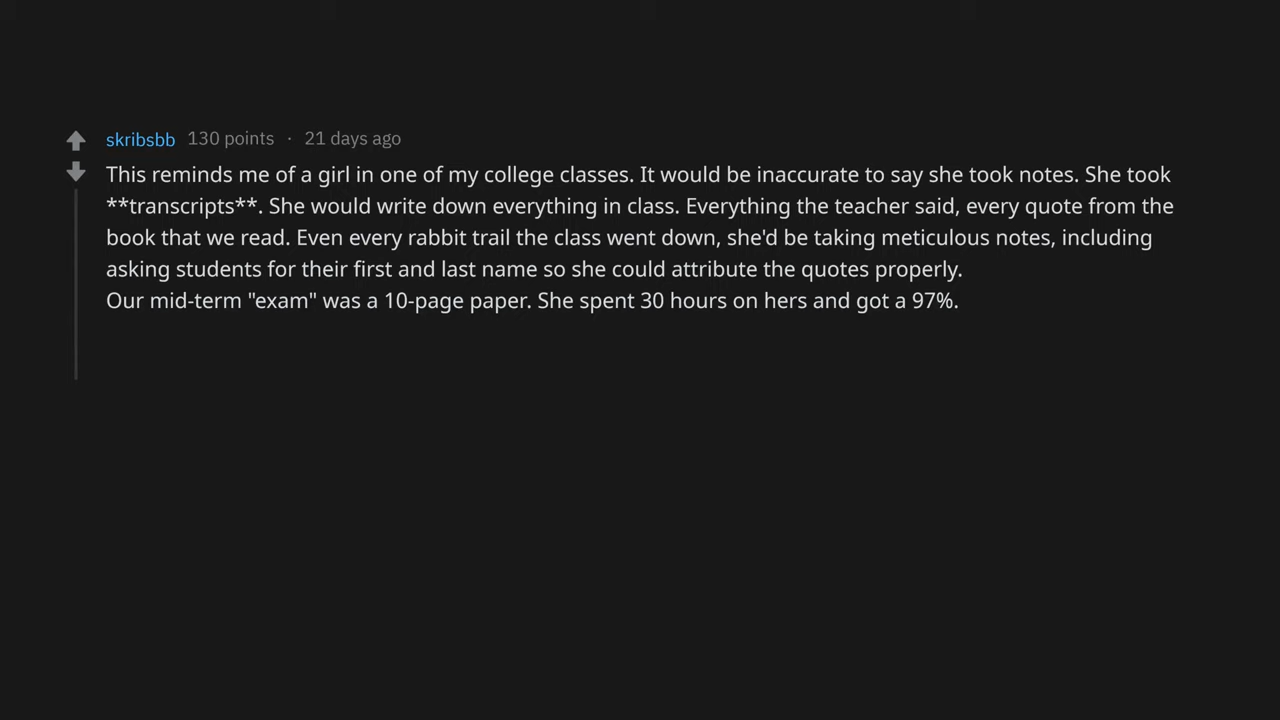 skribsbb 130 points · 21 days ago
This reminds me of a girl in one of my college classes. It would be inaccurate to say she took notes. She took
**transcripts**. She would write down everything in class. Everything the teacher said, every quote from the
book that we read. Even every rabbit trail the class went down, she'd be taking meticulous notes, including
asking students for their first and last name so she could attribute the quotes properly.
Our mid-term "exam" was a 10-page paper. She spent 30 hours on hers and got a 97%.